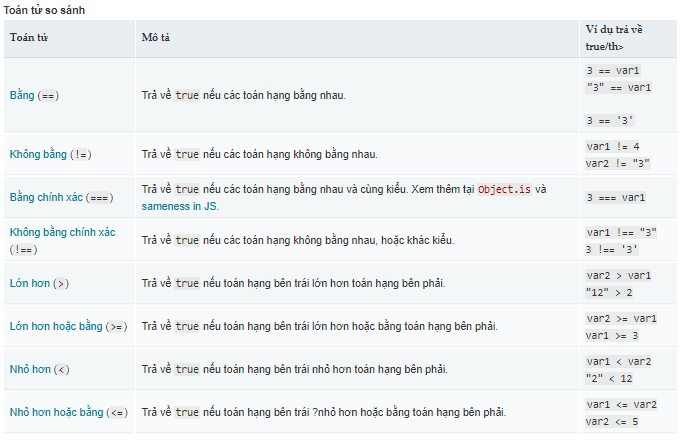 Toán tử so sánh
Toán tử Mô tả Ví dụ trả về
true/th>
Bằng (==) Trả về true nếu các toán hạng bằng nhau. 3 == var1
"3" == var1
3 == '3'
Không bằng (!=) Trả về true nếu các toán hạng không bằng nhau. var1 != 4
var2 != "3"
Bằng chính xác (===) Trả về true nếu các toán hạng bằng nhau và cùng kiểu. Xem thêm tại Object.is và
sameness in JS. 3 === var1
Không bằng chính xác
(!==) Trả về true nếu các toán hạng không bằng nhau, hoặc khác kiểu. var1 !== "3"
3 !== '3'
Lớn hơn (>) Trả về true nếu toán hạng bên trái lớn hơn toán hạng bên phải. var2 > var1
"12" > 2
Lớn hơn hoặc bằng (>=) Trả về true nếu toán hạng bên trái lớn hơn hoặc bằng toán hạng bên phải. var2 >= var1
var1 >= 3
Nhỏ hơn (<) Trả về true nếu toán hạng bên trái nhỏ hơn toán hạng bên phải. var1 < var2
"2" < 12
Nhỏ hơn hoặc bằng (<=) Trả về true nếu toán hạng bên trái ?nhỏ hơn hoặc bằng toán hạng bên phải. var1 <= var2
var2 <= 5